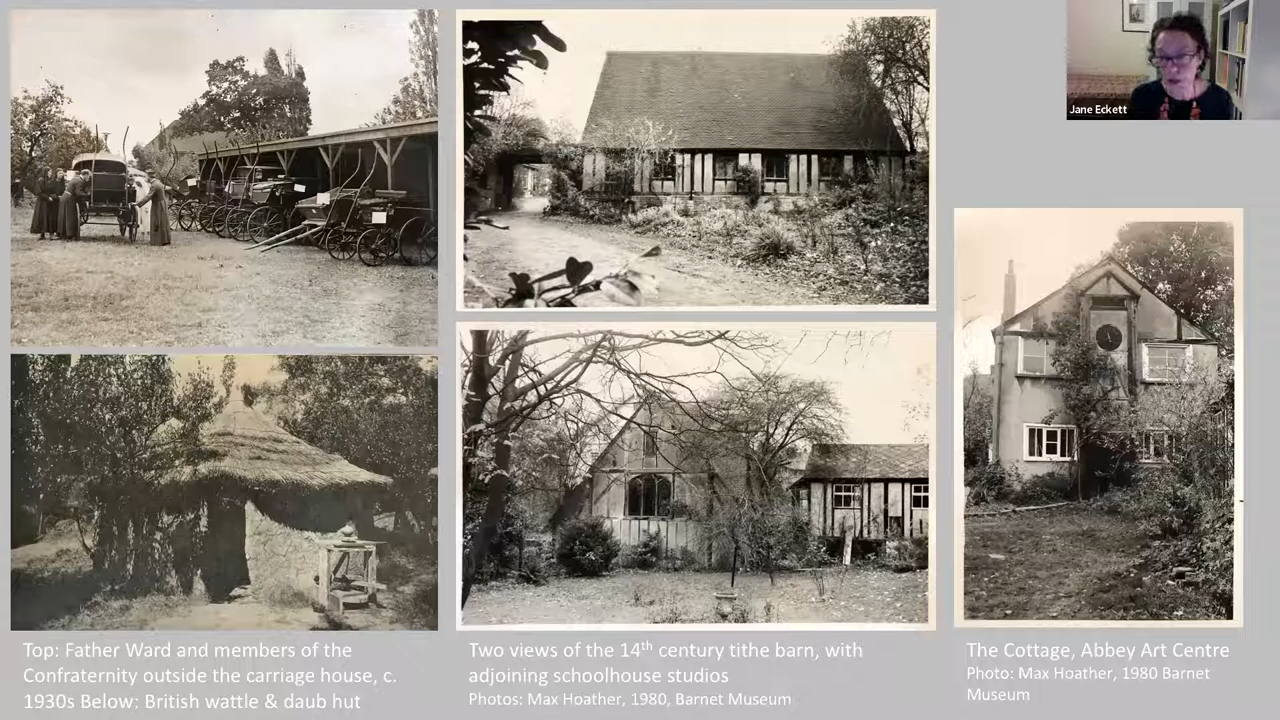 Jane Eckett
Top: Father Ward and members of the
Confraternity outside the carriage house, c.
1930s Below: British wattle & daub hut
Two views of the 14th century tithe barn, with
adjoining schoolhouse studios
Photos: Max Hoather, 1980, Barnet Museum
The Cottage, Abbey Art Centre
Photo: Max Hoather, 1980 Barnet
Museum